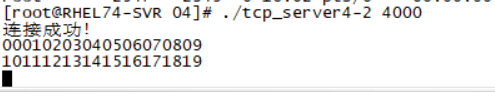 [root@RHEL74-SVR 04]# ./tcp_server4-2 4000
连接成功!
00010203040506070809
10111213141516171819